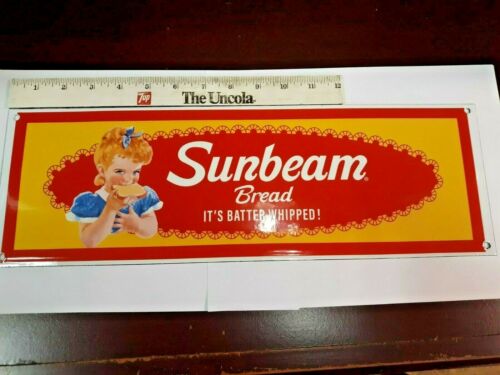 1 2 3 4 5 6 7 8 9 10 11 12
7up The Uncola
Sunbeam®
Bread
IT'S BATTER WHIPPED!